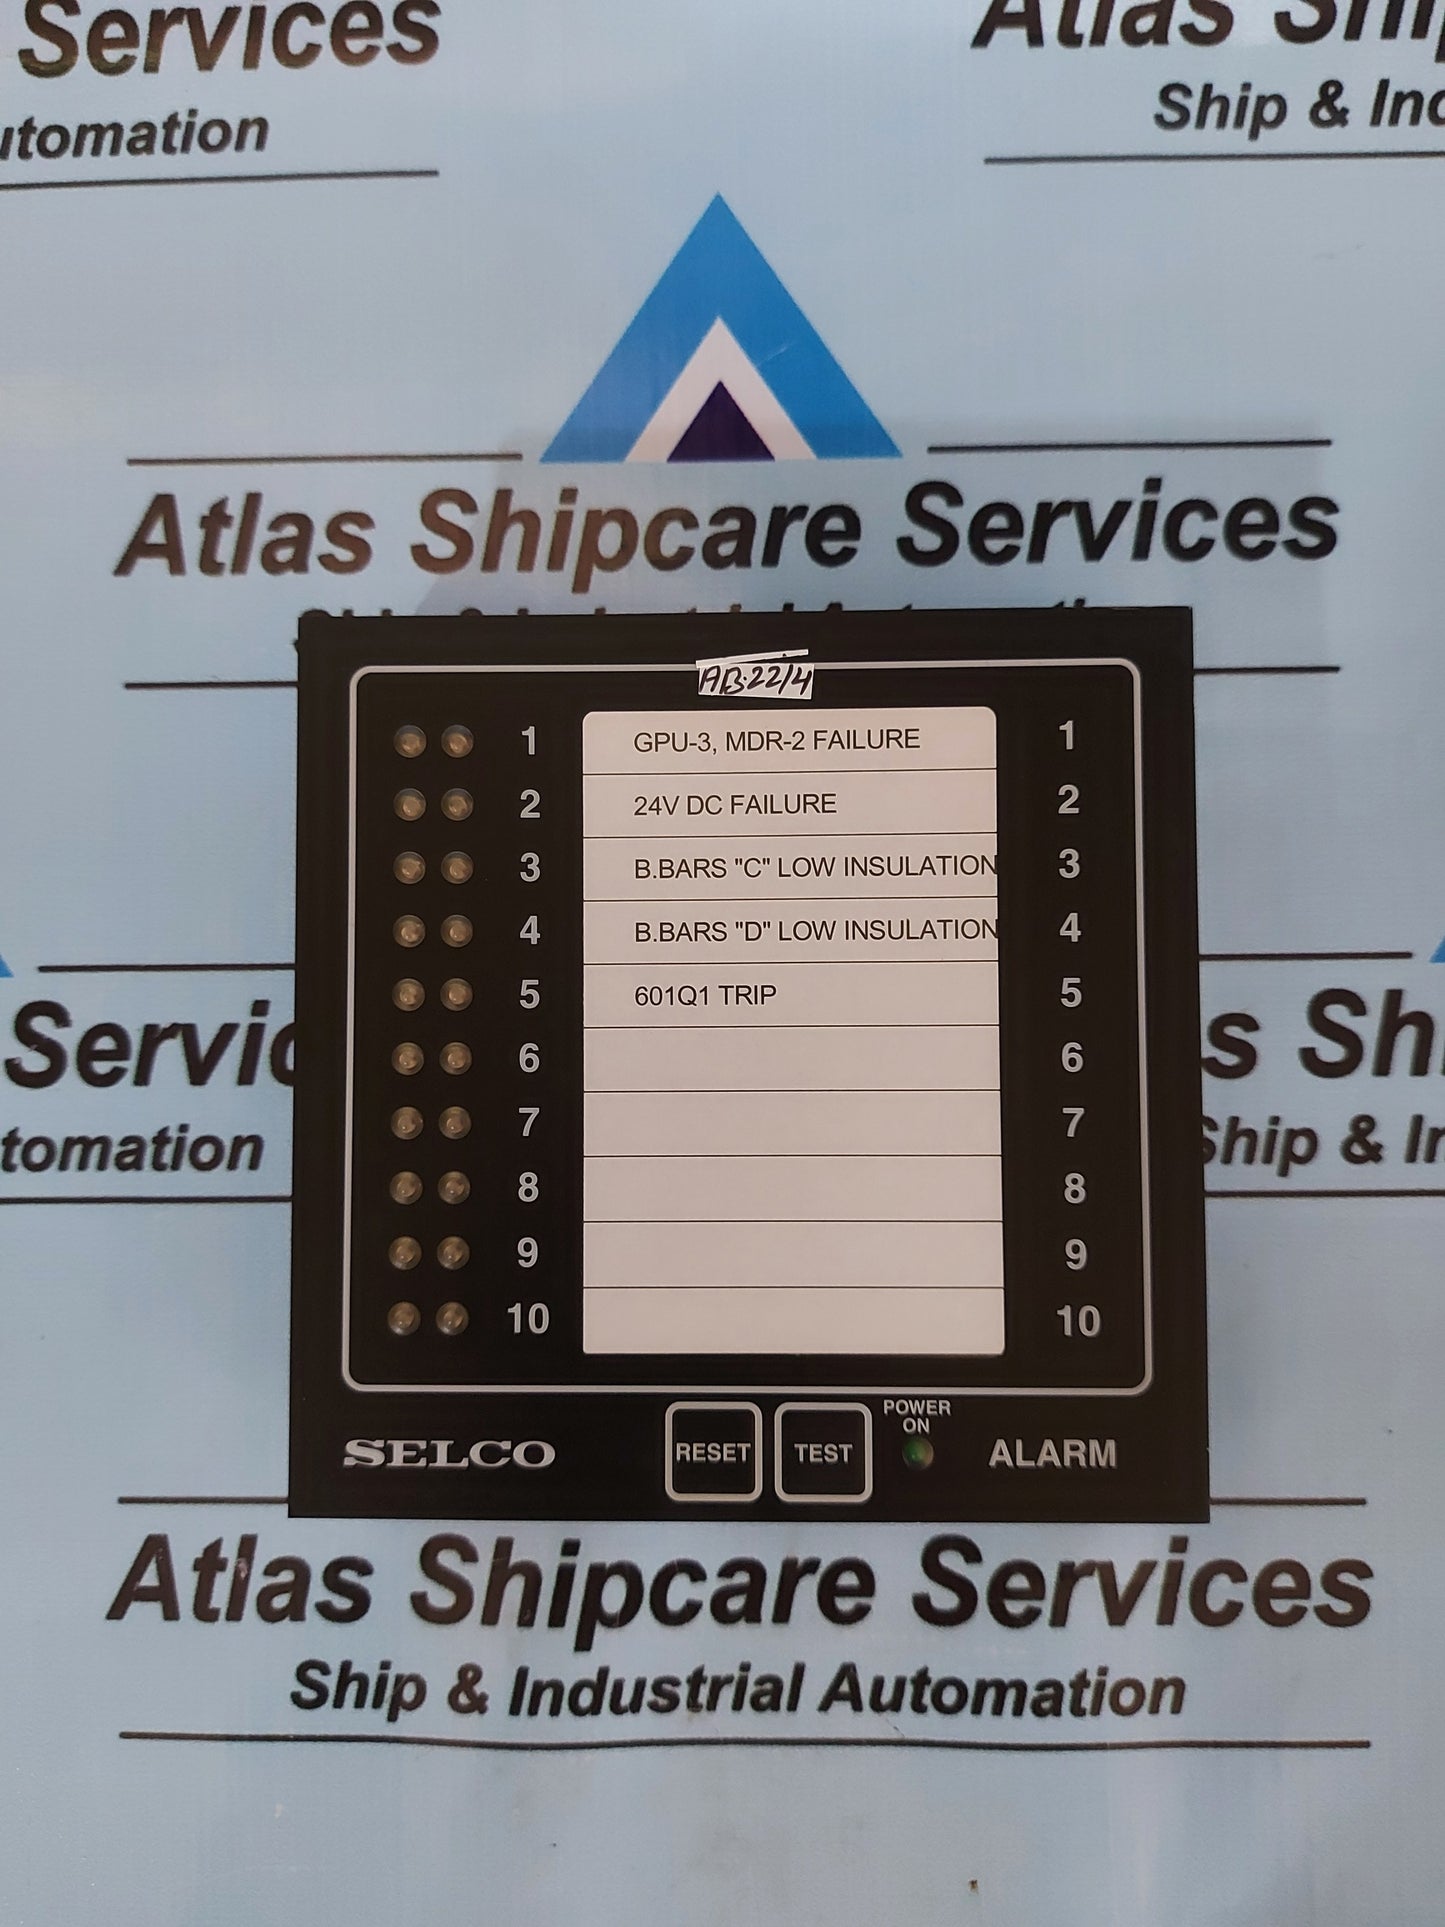 Services
Atlas Ship
utomation
Ship & Ind
Atlas Shipcare Services
AB.22/4
1 GPU-3, MDR-2 FAILURE 1
2 24V DC FAILURE 2
3 B.BARS "C" LOW INSULATION 3
4 B.BARS "D" LOW INSULATION 4
5 601Q1 TRIP 5
6 6
7 7
8 8
9 9
10 10
Servic
s Sh
tomation
Ship & In
SELCO
RESET
TEST
POWER
ON
ALARM
Atlas Shipcare Services
Ship & Industrial Automation